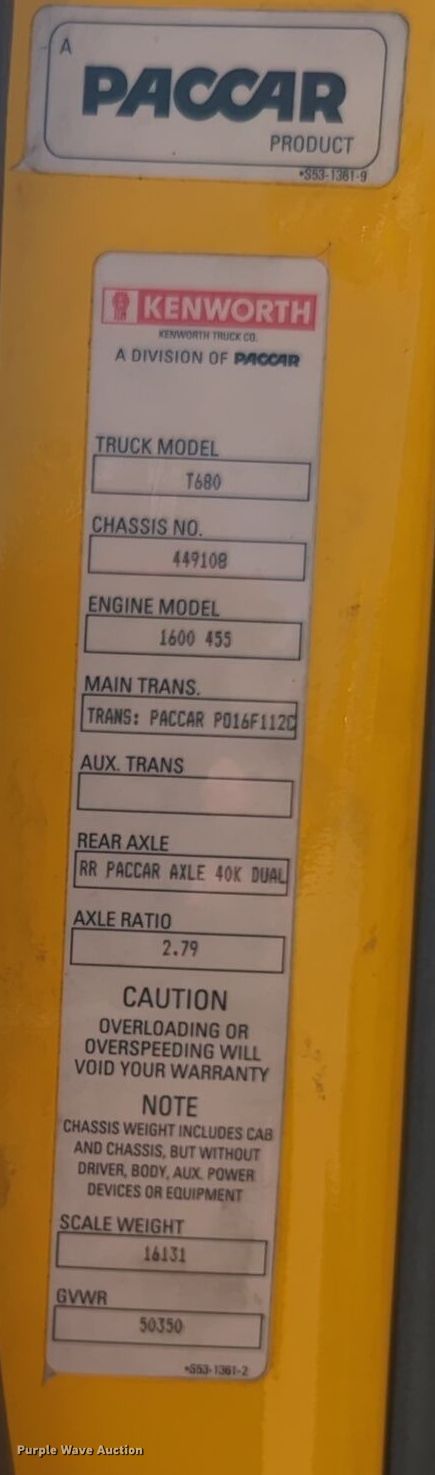 A
PACCAR
PRODUCT
•S53-1361-9
KENWORTH
KENWORTH TRUCK CO.
A DIVISION OF PACCAR
TRUCK MODEL
T680
CHASSIS NO.
449108
ENGINE MODEL
1600 455
MAIN TRANS.
TRANS: PACCAR PO16F112C
AUX. TRANS
REAR AXLE
RR PACCAR AXLE 40K DUAL
AXLE RATIO
2.79
CAUTION
OVERLOADING OR
OVERSPEEDING WILL
VOID YOUR WARRANTY
NOTE
CHASSIS WEIGHT INCLUDES CAB
AND CHASSIS, BUT WITHOUT
DRIVER, BODY, AUX. POWER
DEVICES OR EQUIPMENT
SCALE WEIGHT
16131
GVWR
50350
•S53-1361-2
Purple Wave Auction